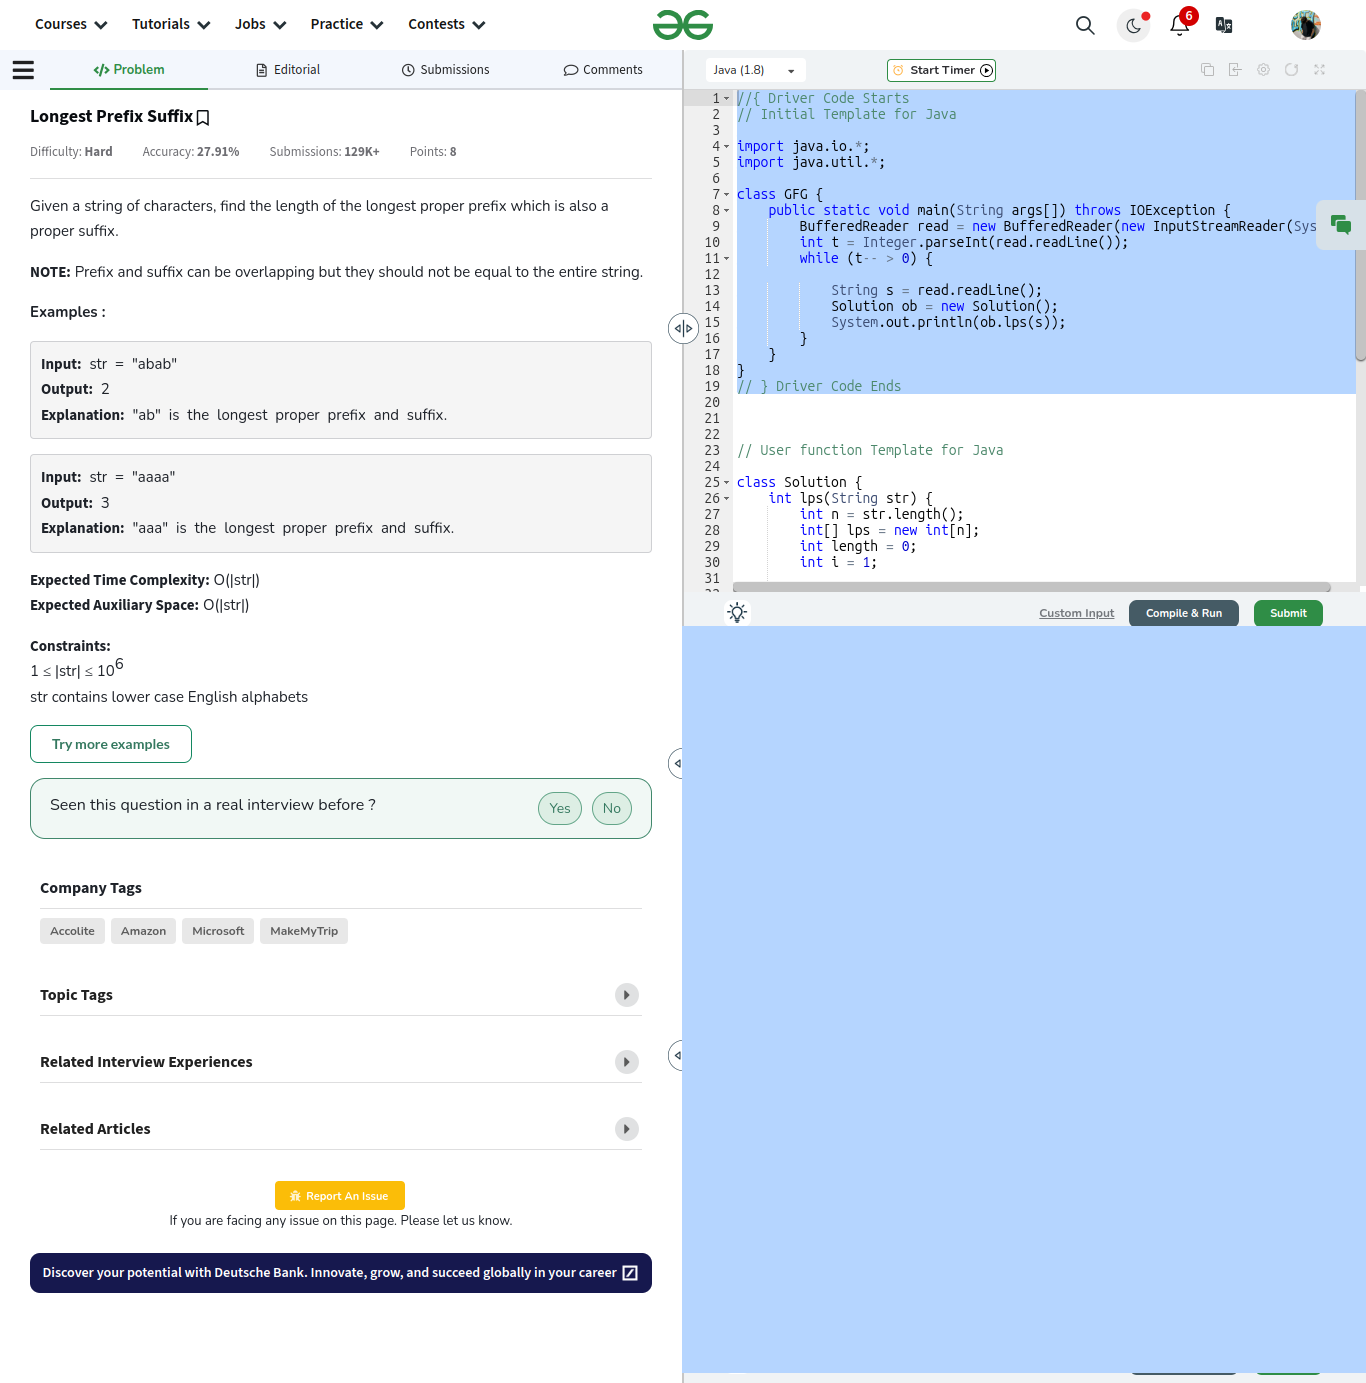 Courses Tutorials Jobs Practice Contests
6
Problem Editorial Submissions Comments
Longest Prefix Suffix
Difficulty: Hard Accuracy: 27.91% Submissions: 129K+ Points: 8
Given a string of characters, find the length of the longest proper prefix which is also a
proper suffix.
NOTE: Prefix and suffix can be overlapping but they should not be equal to the entire string.
Examples :
Input: str = "abab"
Output: 2
Explanation: "ab" is the longest proper prefix and suffix.
Input: str = "aaaa"
Output: 3
Explanation: "aaa" is the longest proper prefix and suffix.
Expected Time Complexity: O(|str|)
Expected Auxiliary Space: O(|str|)
Constraints:
1 ≤ |str| ≤ 10^6
str contains lower case English alphabets
Try more examples
Seen this question in a real interview before ? Yes No
Company Tags
Accolite Amazon Microsoft MakeMyTrip
Topic Tags
Related Interview Experiences
Related Articles
Report An Issue
If you are facing any issue on this page. Please let us know.
Discover your potential with Deutsche Bank. Innovate, grow, and succeed globally in your career
Java (1.8) Start Timer
1 //{ Driver Code Starts
2 // Initial Template for Java
3
4 import java.io.*;
5 import java.util.*;
6
7 class GFG {
8 public static void main(String args[]) throws IOException {
9 BufferedReader read = new BufferedReader(new InputStreamReader(Sys
10 int t = Integer.parseInt(read.readLine());
11 while (t-- > 0) {
12
13 String s = read.readLine();
14 Solution ob = new Solution();
15 System.out.println(ob.lps(s));
16 }
17 }
18 }
19 // } Driver Code Ends
20
21
22
23 // User function Template for Java
24
25 class Solution {
26 int lps(String str) {
27 int n = str.length();
28 int[] lps = new int[n];
29 int length = 0;
30 int i = 1;
31
Custom Input Compile & Run Submit